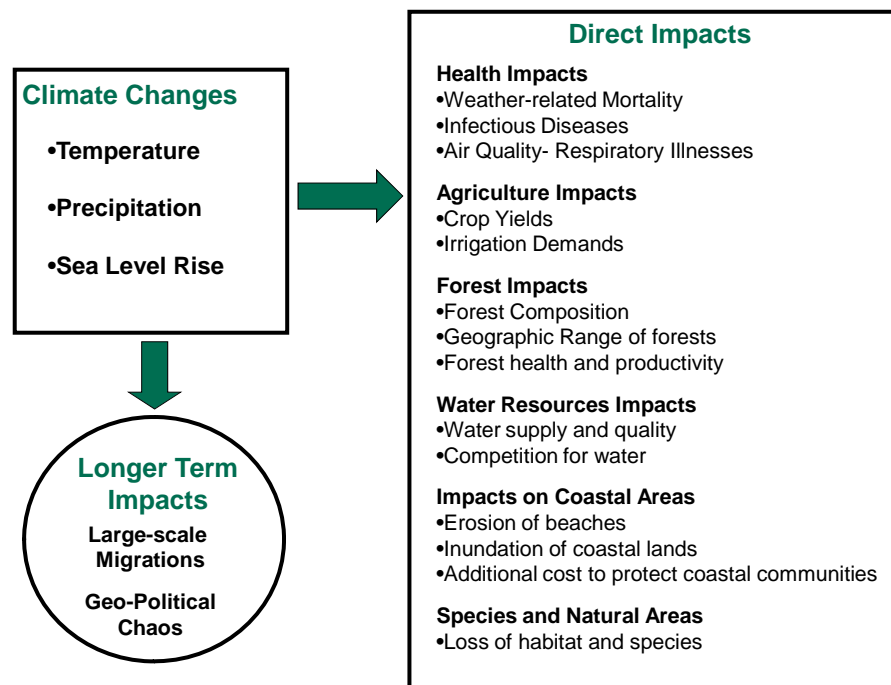 Climate Changes
•Temperature
•Precipitation
•Sea Level Rise
Longer Term
Impacts
Large-scale
Migrations
Geo-Political
Chaos
Direct Impacts
Health Impacts
•Weather-related Mortality
•Infectious Diseases
•Air Quality- Respiratory Illnesses
Agriculture Impacts
•Crop Yields
•Irrigation Demands
Forest Impacts
•Forest Composition
•Geographic Range of forests
•Forest health and productivity
Water Resources Impacts
•Water supply and quality
•Competition for water
Impacts on Coastal Areas
•Erosion of beaches
•Inundation of coastal lands
•Additional cost to protect coastal communities
Species and Natural Areas
•Loss of habitat and species